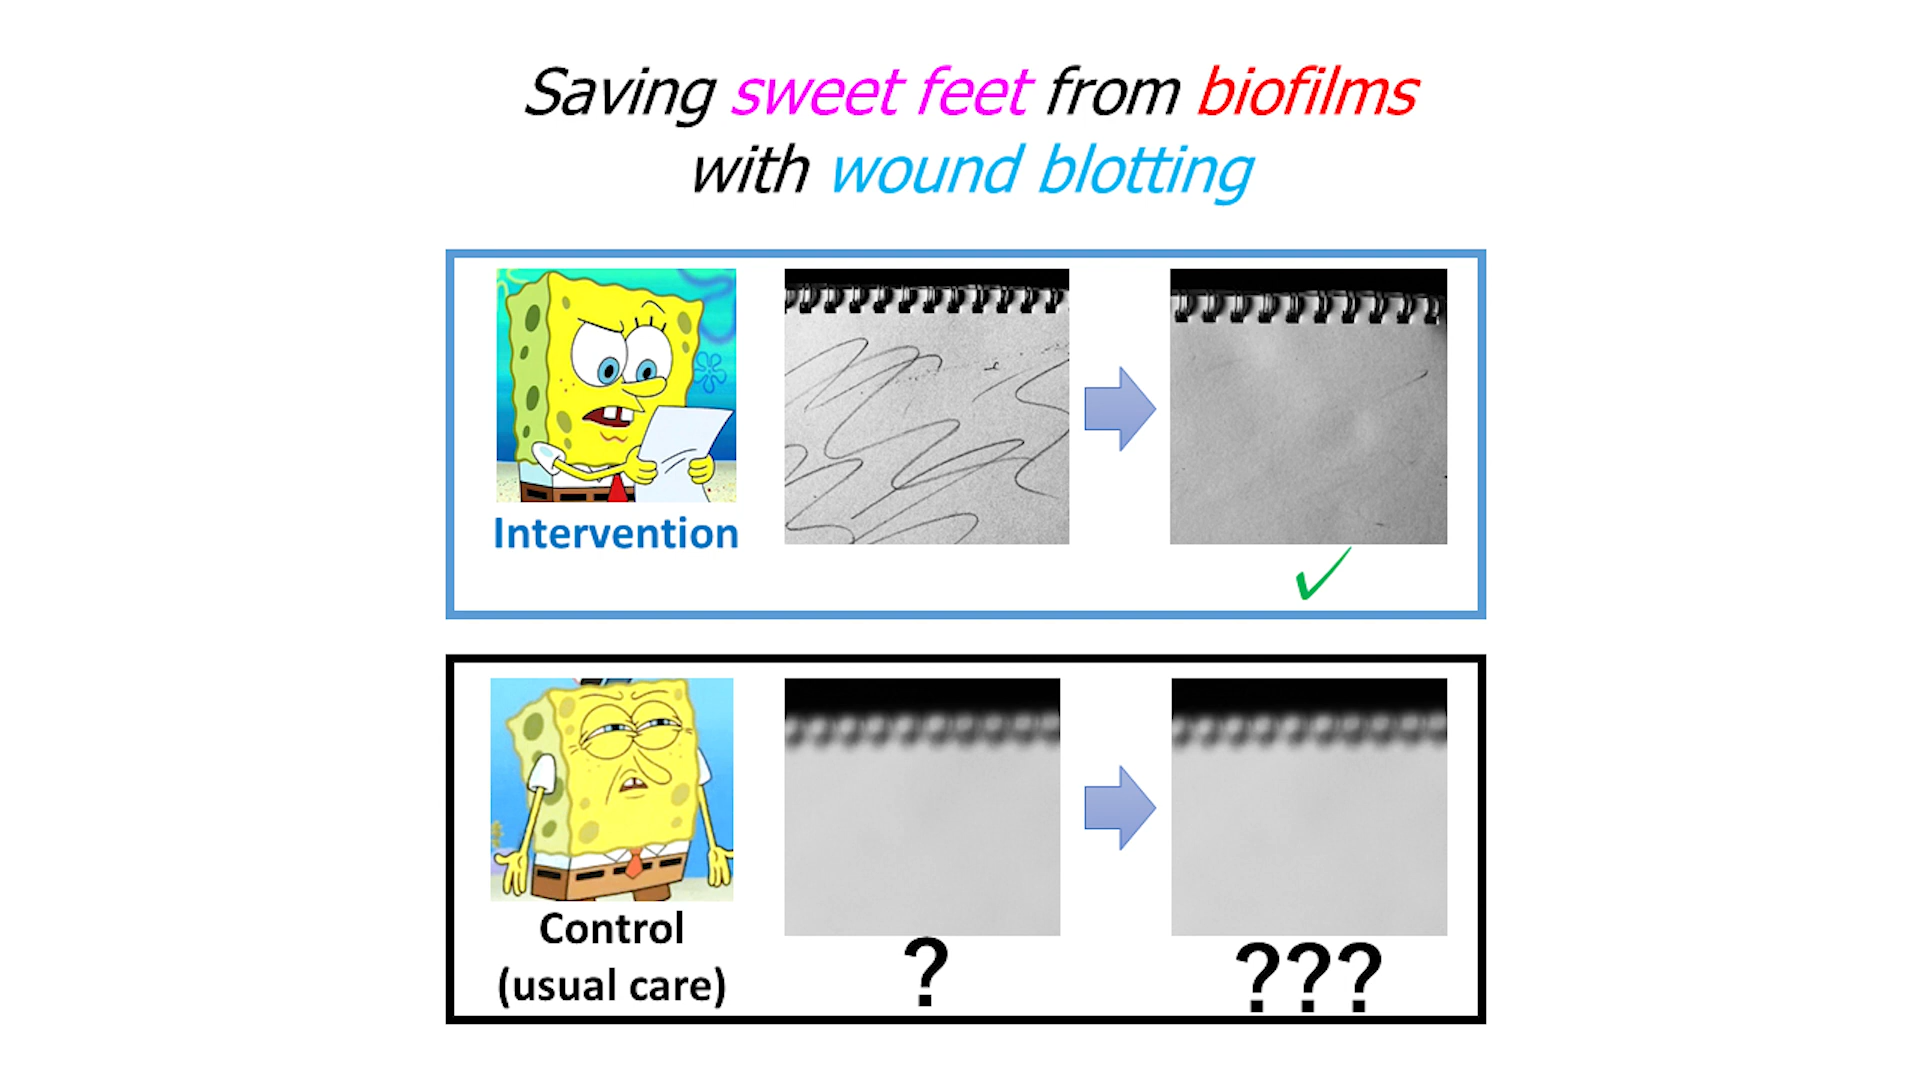 Saving sweet feet from biofilms
with wound blotting
Intervention
Control
(usual care)
?
???